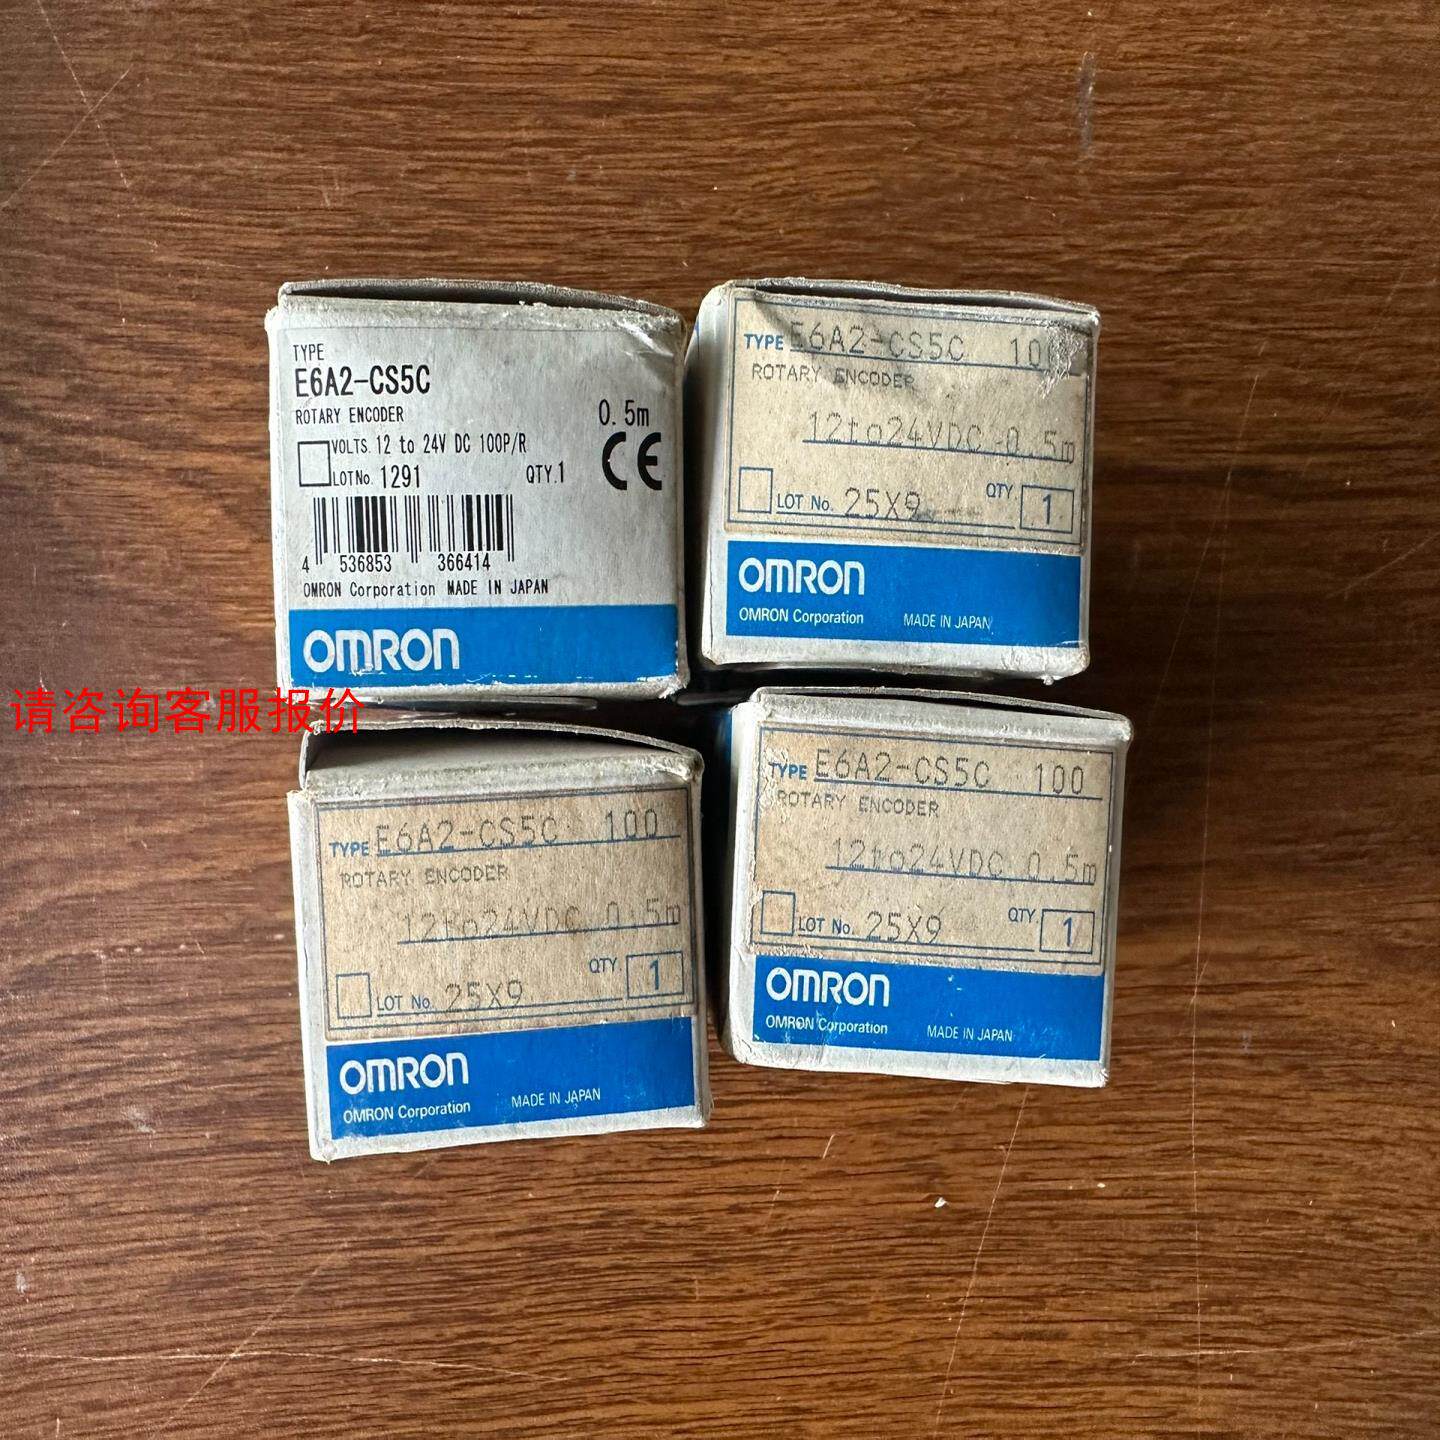 TYPE
E6A2-CS5C
ROTARY ENCODER
0.5m
VOLTS. 12 to 24V DC 100P/R
LOT No. 1291 QTY.1
CE
4 536853 366414
OMRON Corporation MADE IN JAPAN
OMRON
TYPE E6A2-CS5C 100
ROTARY ENCODER
12to24VDC 0.5m
LOT No. 25X9 QTY 1
OMRON
OMRON Corporation MADE IN JAPAN
请咨询客服报价
TYPE E6A2-CS5C 100
ROTARY ENCODER
12to24VDC 0.5m
LOT No. 25X9 QTY 1
OMRON
OMRON Corporation MADE IN JAPAN
TYPE E6A2-CS5C 100
ROTARY ENCODER
12to24VDC 0.5m
LOT No. 25X9 QTY 1
OMRON
OMRON Corporation MADE IN JAPAN